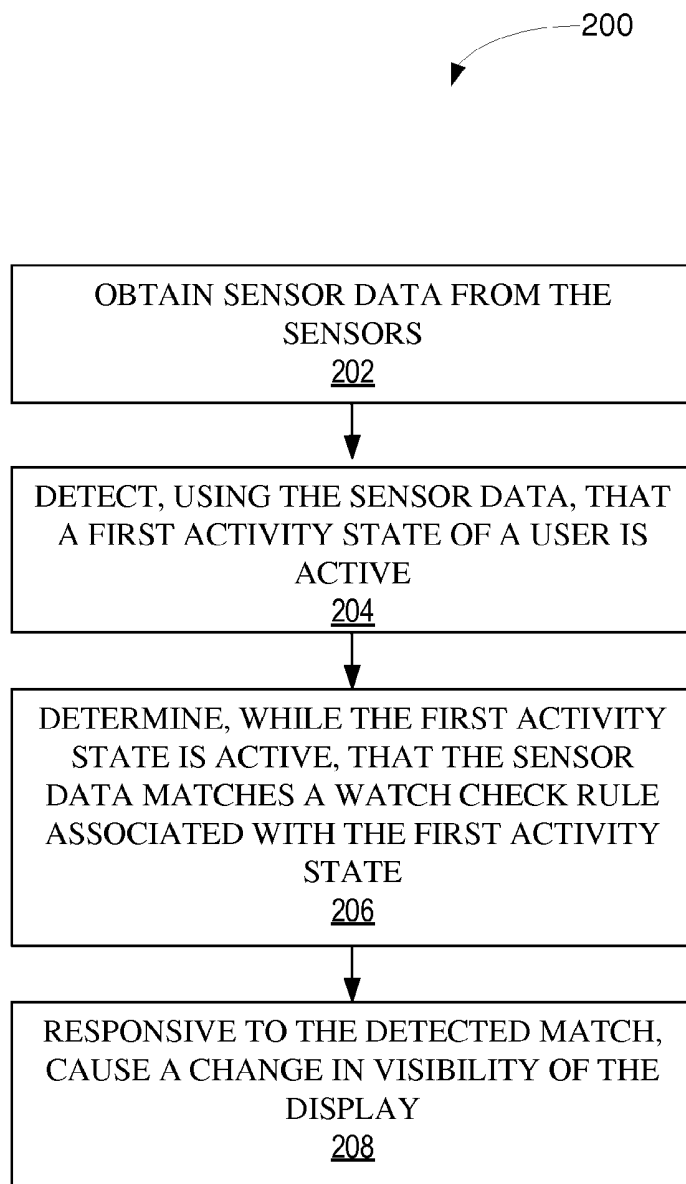 200
OBTAIN SENSOR DATA FROM THE
SENSORS
202
DETECT, USING THE SENSOR DATA, THAT
A FIRST ACTIVITY STATE OF A USER IS
ACTIVE
204
DETERMINE, WHILE THE FIRST ACTIVITY
STATE IS ACTIVE, THAT THE SENSOR
DATA MATCHES A WATCH CHECK RULE
ASSOCIATED WITH THE FIRST ACTIVITY
STATE
206
RESPONSIVE TO THE DETECTED MATCH,
CAUSE A CHANGE IN VISIBILITY OF THE
DISPLAY
208